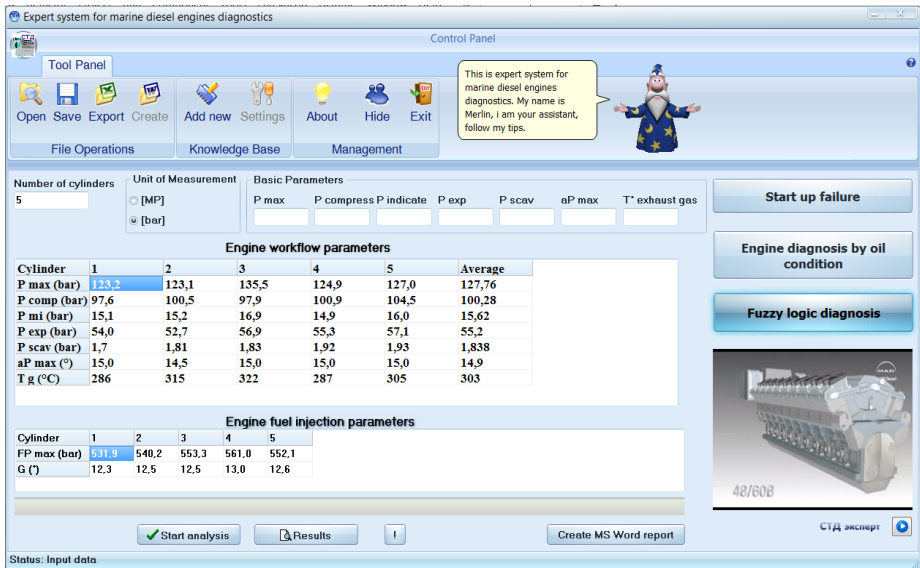 Expert system for marine diesel engines diagnostics
Control Panel
Tool Panel
Open Save Export Create Add new Settings About Hide Exit
File Operations Knowledge Base Management
This is expert system for
marine diesel engines
diagnostics. My name is
Merlin, i am your assistant,
follow my tips.
Number of cylinders
5
Unit of Measurement
[MP]
[bar]
Basic Parameters
P max P compress P indicate P exp P scav aP max T° exhaust gas
Start up failure
Engine diagnosis by oil
condition
Fuzzy logic diagnosis
Engine workflow parameters
Cylinder 1 2 3 4 5 Average
P max (bar) 123,2 123,1 135,5 124,9 127,0 127,76
P comp (bar) 97,6 100,5 97,9 100,9 104,5 100,28
P mi (bar) 15,1 15,2 16,9 14,9 16,0 15,62
P exp (bar) 54,0 52,7 56,9 55,3 57,1 55,2
P scav (bar) 1,7 1,81 1,83 1,92 1,93 1,838
aP max (°) 15,0 14,5 15,0 15,0 15,0 14,9
T g (°C) 286 315 322 287 305 303
Engine fuel injection parameters
Cylinder 1 2 3 4 5
FP max (bar) 531,9 540,2 553,3 561,0 552,1
G (°) 12,3 12,5 12,5 13,0 12,6
MAN
48/60B
Start analysis Results ! Create MS Word report
СТД эксперт
Status: Input data